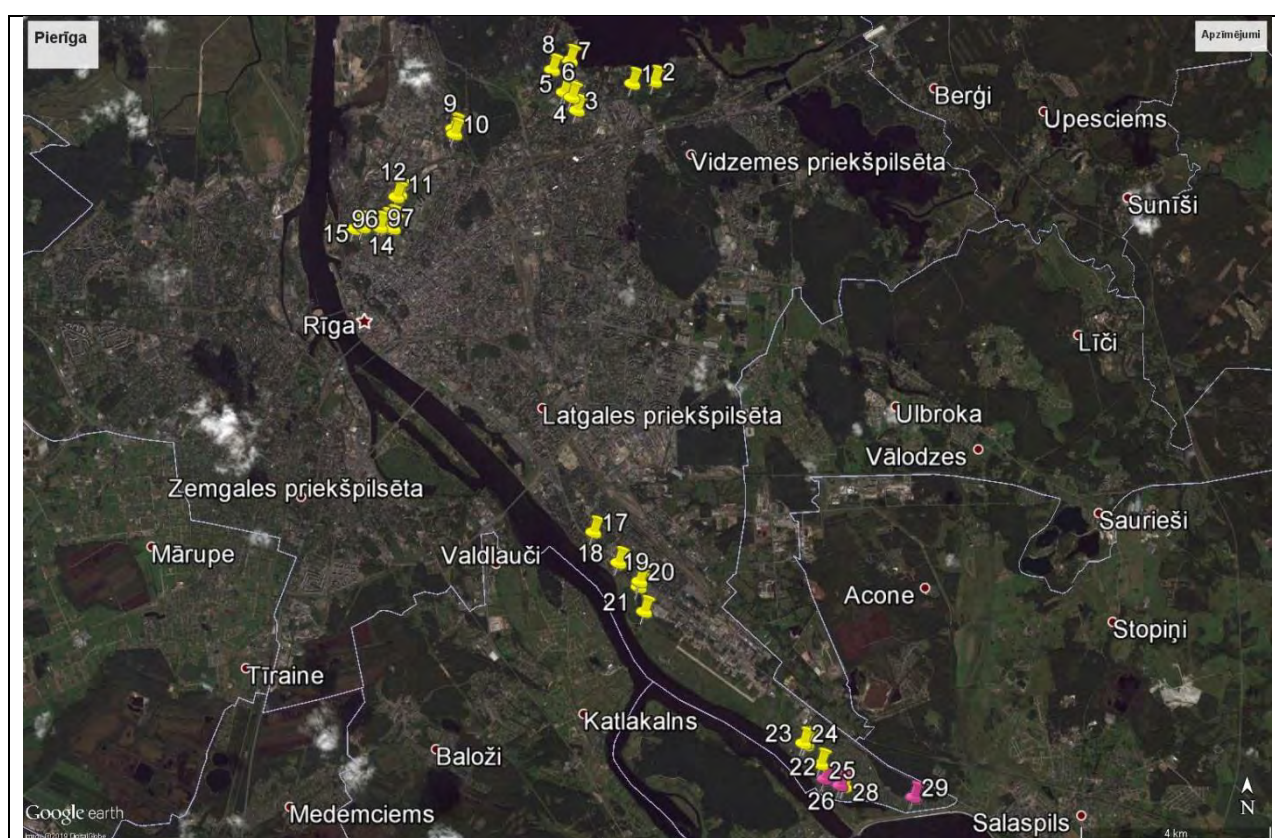 Pierīga
Apzīmējumi
8
7
6
5
1
2
3
4
9
10
Berģi
Upesciems
Vidzemes priekšpilsēta
12
11
Sunīši
96
97
15
14
Rīga
Līči
Latgales priekšpilsēta
Ulbroka
Vālodzes
Zemgales priekšpilsēta
17
Saurieši
Mārupe
Valdlauči
18
19
20
Acone
21
Stopiņi
Tīraine
Katlakalns
23
24
Baloži
22
25
26
28
29
Medemciems
Salaspils
Google earth
N
4 km